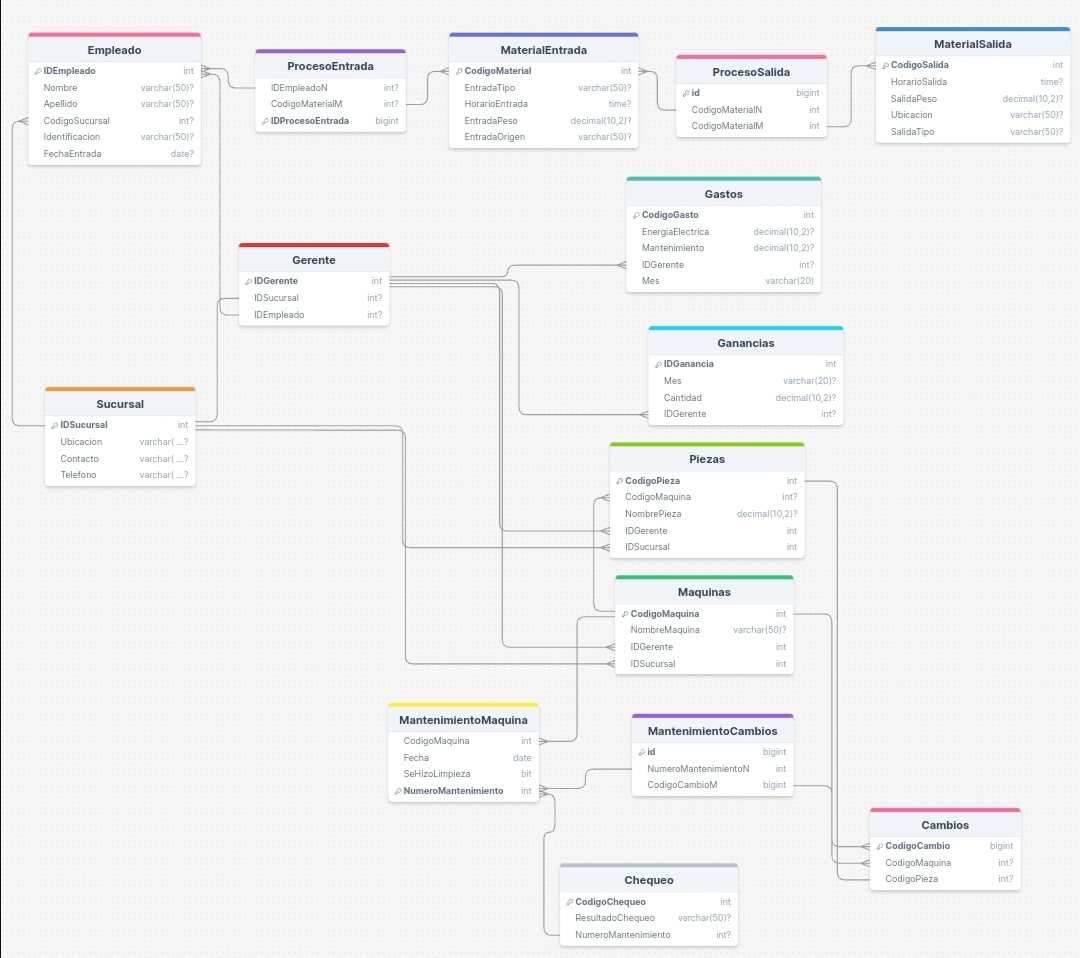 Empleado
IDEmpleado int
Nombre varchar(50)?
Apellido varchar(50)?
CodigoSucursal int?
Identificacion varchar(50)?
FechaEntrada date?
ProcesoEntrada
IDEmpleadoN int?
CodigoMaterialM int?
IDProcesoEntrada bigint
MaterialEntrada
CodigoMaterial int
EntradaTipo varchar(50)?
HorarioEntrada time?
EntradaPeso decimal(10,2)?
EntradaOrigen varchar(50)?
ProcesoSalida
id bigint
CodigoMaterialN int
CodigoMaterialM int
MaterialSalida
CodigoSalida int
HorarioSalida time?
SalidaPeso decimal(10,2)?
Ubicacion varchar(50)?
SalidaTipo varchar(50)?
Gastos
CodigoGasto int
EnergiaElectrica decimal(10,2)?
Mantenimiento decimal(10,2)?
IDGerente int?
Mes varchar(20)
Gerente
IDGerente int
IDSucursal int?
IDEmpleado int?
Ganancias
IDGanancia int
Mes varchar(20)?
Cantidad decimal(10,2)?
IDGerente int?
Sucursal
IDSucursal int
Ubicacion varchar( ...?
Contacto varchar( ...?
Telefono varchar( ...?
Piezas
CodigoPieza int
CodigoMaquina int?
NombrePieza decimal(10,2)?
IDGerente int
IDSucursal int
Maquinas
CodigoMaquina int
NombreMaquina varchar(50)?
IDGerente int
IDSucursal int
MantenimientoMaquina
CodigoMaquina int
Fecha date
SeHizoLimpieza bit
NumeroMantenimiento int
MantenimientoCambios
id bigint
NumeroMantenimientoN int
CodigoCambioM bigint
Cambios
CodigoCambio bigint
CodigoMaquina int?
CodigoPieza int?
Chequeo
CodigoChequeo int
ResultadoChequeo varchar(50)?
NumeroMantenimiento int?